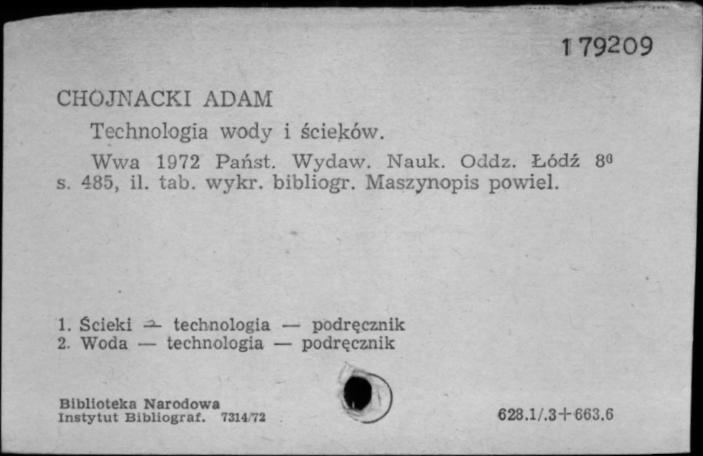 179209
CHOJNACKI ADAM
Technologia wody i ścieków.
Wwa 1972 Państ. Wydaw. Nauk. Oddz. Łódź 8⁰
s. 485, il. tab. wykr. bibliogr. Maszynopis powiel.
1. Ścieki — technologia — podręcznik
2. Woda — technologia — podręcznik
Biblioteka Narodowa
Instytut Bibliograf. 7314/72
628.1/.3+663.6